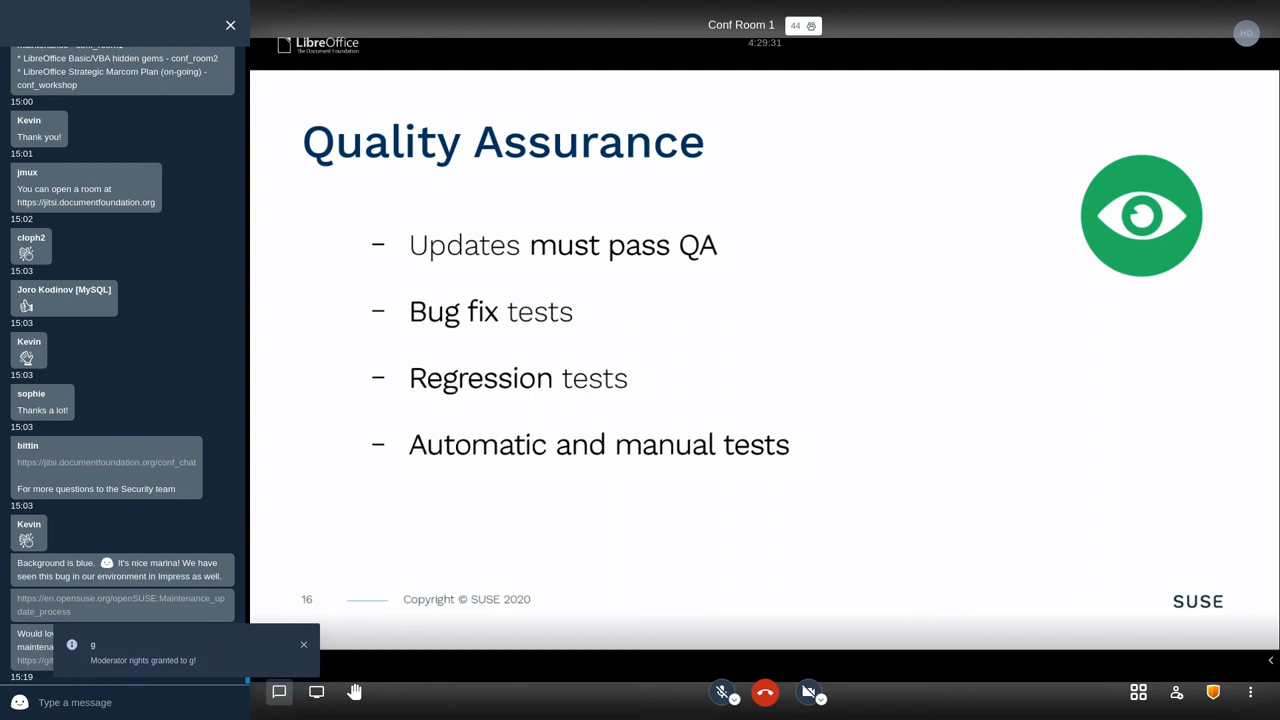 * LibreOffice Basic/VBA hidden gems - conf_room2
* LibreOffice Strategic Marcom Plan (on-going) -
conf_workshop
15:00
Kevin
Thank you!
15:01
jmux
You can open a room at
https://jitsi.documentfoundation.org
15:02
cloph2
15:03
Joro Kodinov [MySQL]
15:03
Kevin
15:03
sophie
Thanks a lot!
15:03
bittin
https://jitsi.documentfoundation.org/conf_chat
For more questions to the Security team
15:03
Kevin
Background is blue. It's nice marina! We have
seen this bug in our environment in Impress as well.
https://en.opensuse.org/openSUSE:Maintenance_up
date_process
Would
g
Moderator rights granted to g!
15:19
Type a message
Conf Room 1
44
4:29:31
HD
LibreOffice
The Document Foundation
Quality Assurance
– Updates must pass QA
– Bug fix tests
– Regression tests
– Automatic and manual tests
16
Copyright © SUSE 2020
SUSE